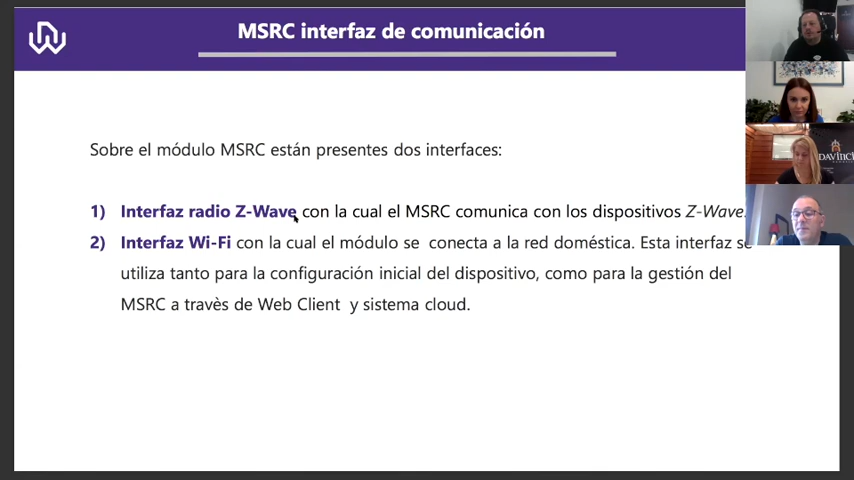 MSRC interfaz de comunicación
Sobre el módulo MSRC están presentes dos interfaces:
1) Interfaz radio Z-Wave con la cual el MSRC comunica con los dispositivos Z-Wave.
2) Interfaz Wi-Fi con la cual el módulo se conecta a la red doméstica. Esta interfaz se
utiliza tanto para la configuración inicial del dispositivo, como para la gestión del
MSRC a travès de Web Client y sistema cloud.
DAVINCI